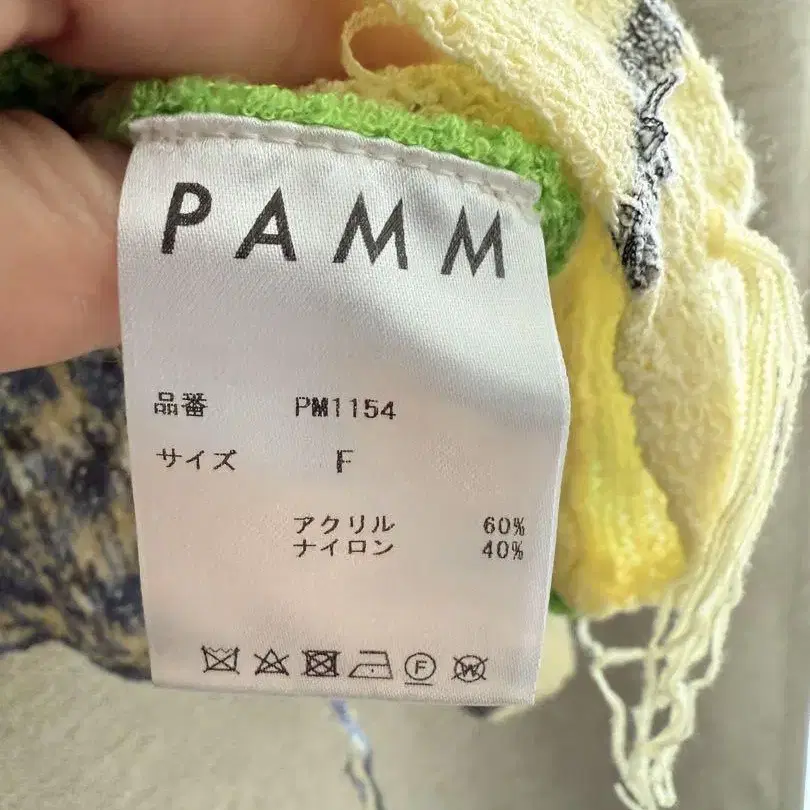 PAMM
品番 PM1154
サイズ F
アクリル 60%
ナイロン 40%
F W